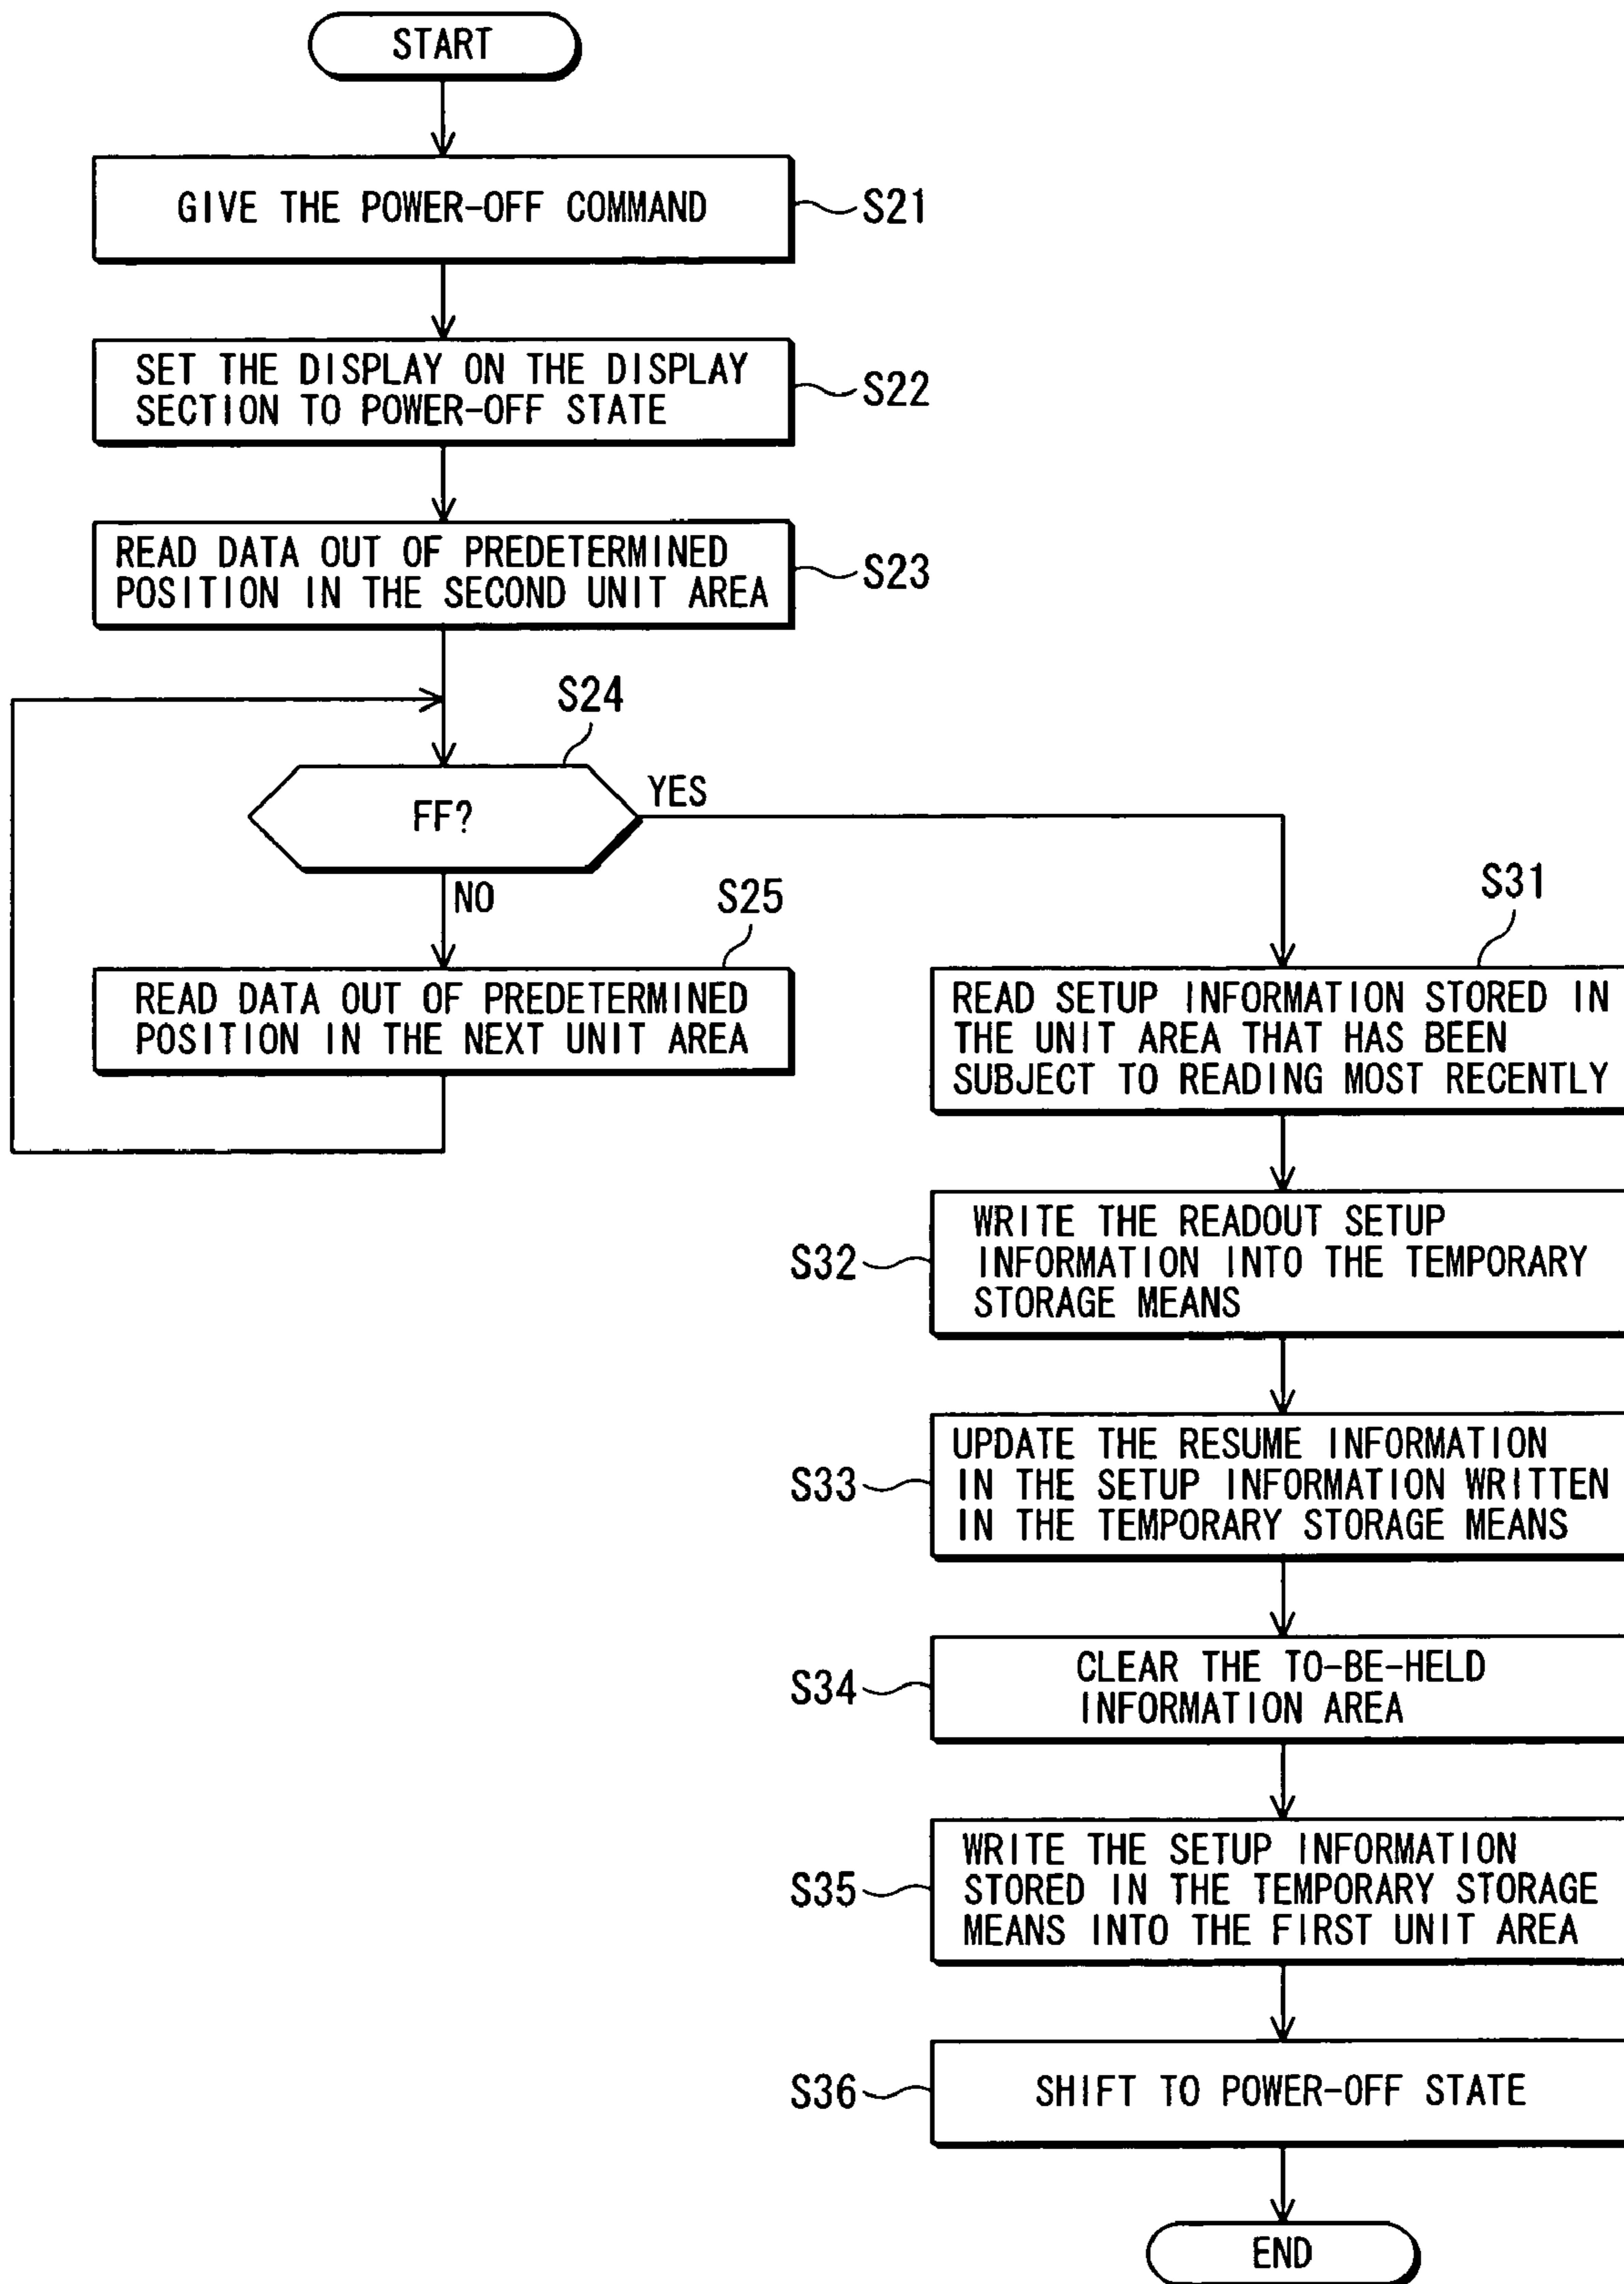 START
GIVE THE POWER-OFF COMMAND
S21
SET THE DISPLAY ON THE DISPLAY
SECTION TO POWER-OFF STATE
S22
READ DATA OUT OF PREDETERMINED
POSITION IN THE SECOND UNIT AREA
S23
S24
FF?
YES
NO
S25
READ DATA OUT OF PREDETERMINED
POSITION IN THE NEXT UNIT AREA
S31
READ SETUP INFORMATION STORED IN
THE UNIT AREA THAT HAS BEEN
SUBJECT TO READING MOST RECENTLY
S32
WRITE THE READOUT SETUP
INFORMATION INTO THE TEMPORARY
STORAGE MEANS
S33
UPDATE THE RESUME INFORMATION
IN THE SETUP INFORMATION WRITTEN
IN THE TEMPORARY STORAGE MEANS
S34
CLEAR THE TO-BE-HELD
INFORMATION AREA
S35
WRITE THE SETUP INFORMATION
STORED IN THE TEMPORARY STORAGE
MEANS INTO THE FIRST UNIT AREA
S36
SHIFT TO POWER-OFF STATE
END